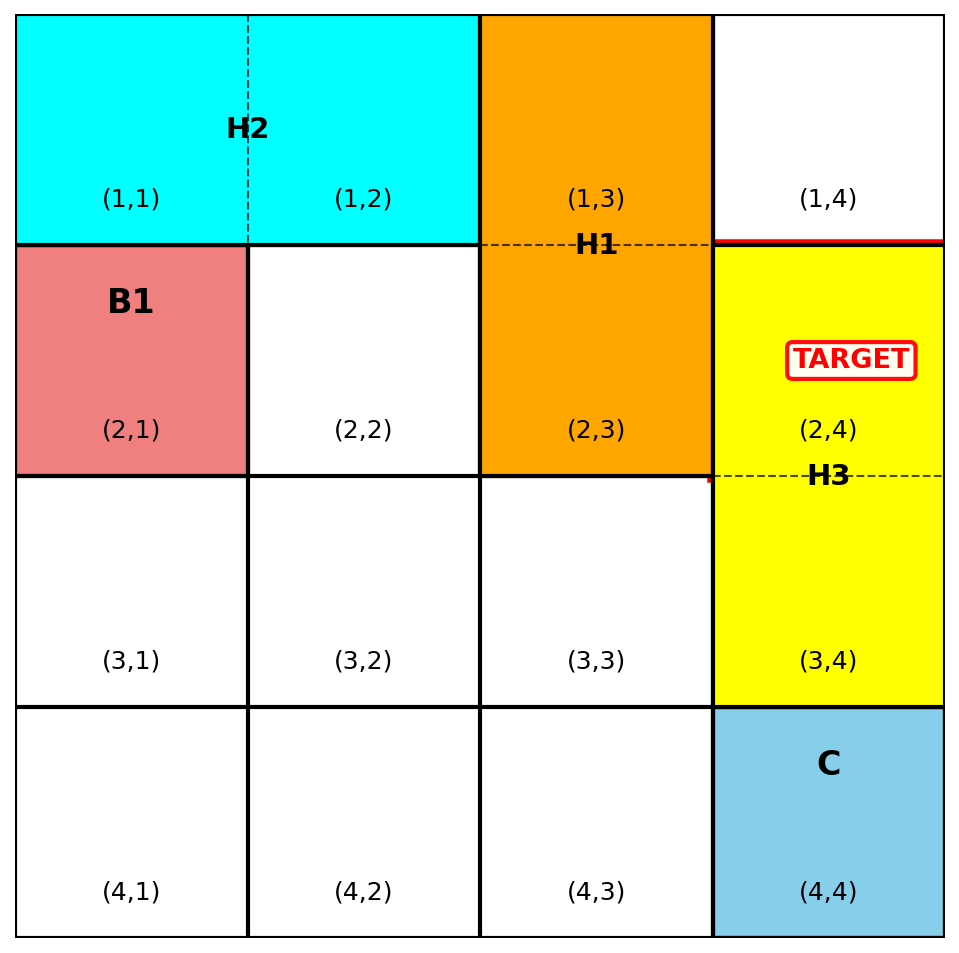 H2
(1,1) (1,2) (1,3) (1,4)
H1
B1
TARGET
(2,1) (2,2) (2,3) (2,4)
H3
(3,1) (3,2) (3,3) (3,4)
C
(4,1) (4,2) (4,3) (4,4)